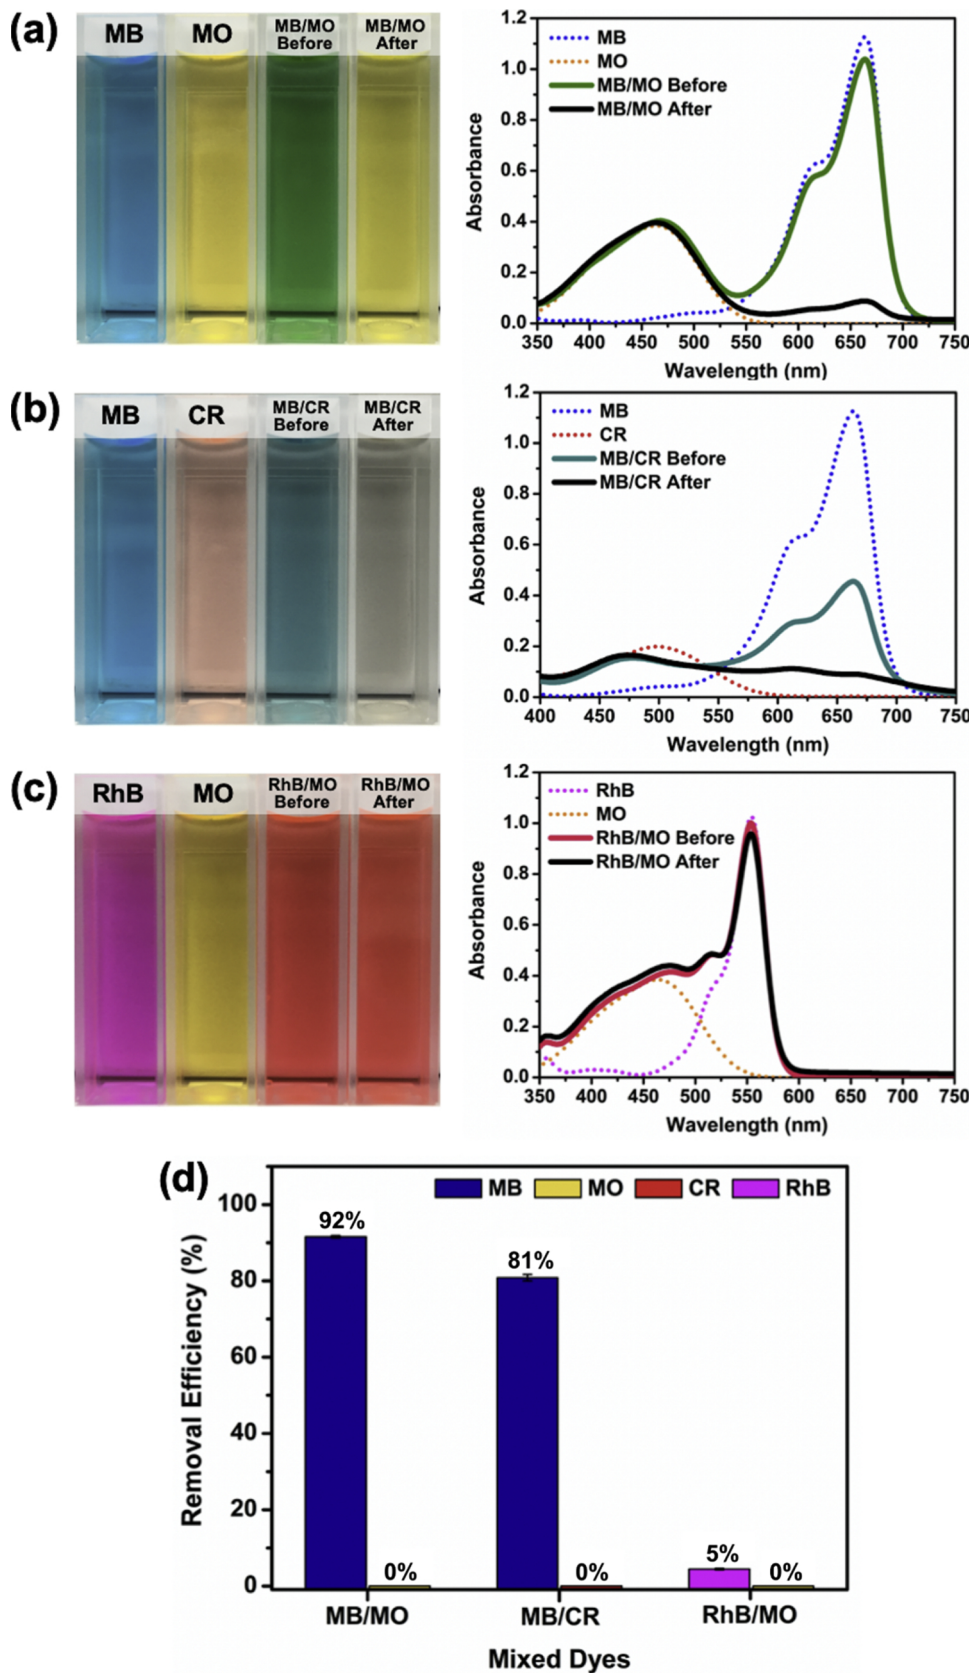 (a)
MB
MO
MB/MO
Before
MB/MO
After
MB
MO
MB/MO Before
MB/MO After
Absorbance
1.2
1.0
0.8
0.6
0.4
0.2
0.0
350 400 450 500 550 600 650 700 750
Wavelength (nm)
(b)
MB
CR
MB/CR
Before
MB/CR
After
MB
CR
MB/CR Before
MB/CR After
Absorbance
1.2
1.0
0.8
0.6
0.4
0.2
0.0
400 450 500 550 600 650 700 750
Wavelength (nm)
(c)
RhB
MO
RhB/MO
Before
RhB/MO
After
RhB
MO
RhB/MO Before
RhB/MO After
Absorbance
1.2
1.0
0.8
0.6
0.4
0.2
0.0
350 400 450 500 550 600 650 700 750
Wavelength (nm)
(d)
MB MO CR RhB
Removal Efficiency (%)
100
80
60
40
20
0
92%
0%
81%
0%
5%
0%
MB/MO MB/CR RhB/MO
Mixed Dyes